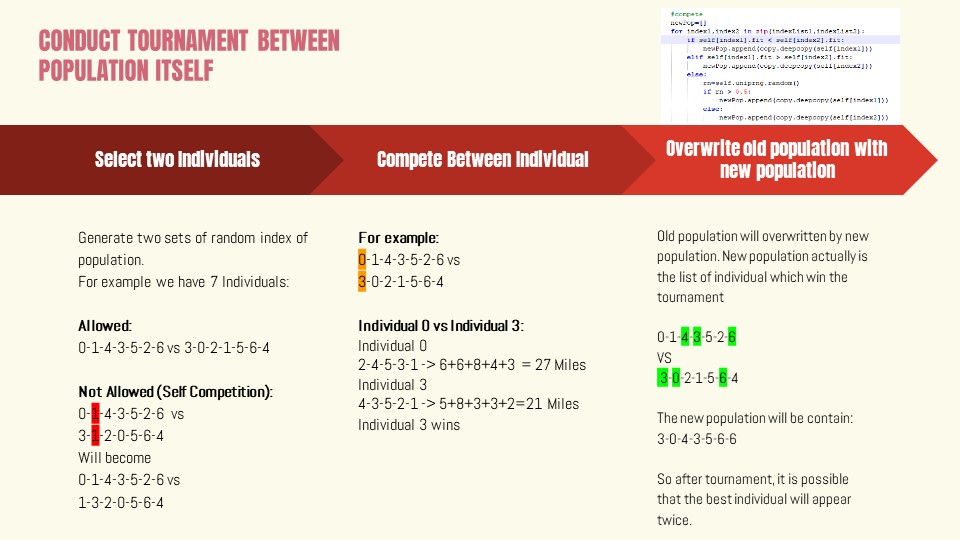 CONDUCT TOURNAMENT BETWEEN
POPULATION ITSELF
#compete
newPop=[]
for index1,index2 in zip(indexList1,indexList2):
if self[index1].fit < self[index2].fit:
newPop.append(copy.deepcopy(self[index1]))
elif self[index1].fit > self[index2].fit:
newPop.append(copy.deepcopy(self[index2]))
else:
rn=self.uniprng.random()
if rn > 0.5:
newPop.append(copy.deepcopy(self[index1]))
else:
newPop.append(copy.deepcopy(self[index2]))
Select two Individuals
Compete Between Individual
Overwrite old population with
new population
Generate two sets of random index of
population.
For example we have 7 Individuals:
Allowed:
0-1-4-3-5-2-6 vs 3-0-2-1-5-6-4
Not Allowed (Self Competition):
0-1-4-3-5-2-6 vs
3-1-2-0-5-6-4
Will become
0-1-4-3-5-2-6 vs
1-3-2-0-5-6-4
For example:
0-1-4-3-5-2-6 vs
3-0-2-1-5-6-4
Individual 0 vs Individual 3:
Individual 0
2-4-5-3-1 -> 6+6+8+4+3 = 27 Miles
Individual 3
4-3-5-2-1 -> 5+8+3+3+2=21 Miles
Individual 3 wins
Old population will overwritten by new
population. New population actually is
the list of individual which win the
tournament
0-1-4-3-5-2-6
VS
3-0-2-1-5-6-4
The new population will be contain:
3-0-4-3-5-6-6
So after tournament, it is possible
that the best individual will appear
twice.